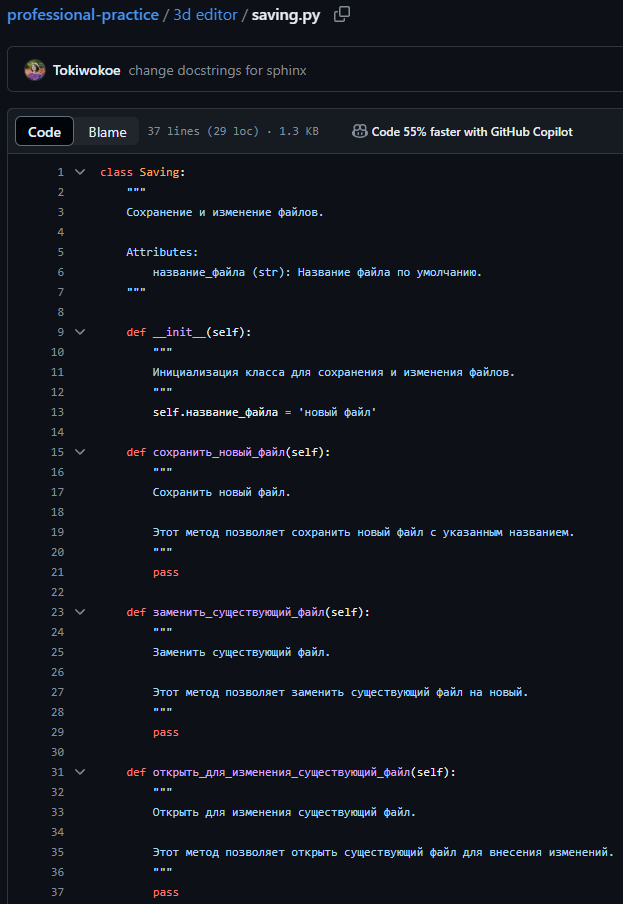 professional-practice / 3d editor / saving.py
Tokiwokoe change docstrings for sphinx
Code Blame 37 lines (29 loc) · 1.3 KB Code 55% faster with GitHub Copilot
1 class Saving:
2 """
3 Сохранение и изменение файлов.
4
5 Attributes:
6 название_файла (str): Название файла по умолчанию.
7 """
8
9 def __init__(self):
10 """
11 Инициализация класса для сохранения и изменения файлов.
12 """
13 self.название_файла = 'новый файл'
14
15 def сохранить_новый_файл(self):
16 """
17 Сохранить новый файл.
18
19 Этот метод позволяет сохранить новый файл с указанным названием.
20 """
21 pass
22
23 def заменить_существующий_файл(self):
24 """
25 Заменить существующий файл.
26
27 Этот метод позволяет заменить существующий файл на новый.
28 """
29 pass
30
31 def открыть_для_изменения_существующий_файл(self):
32 """
33 Открыть для изменения существующий файл.
34
35 Этот метод позволяет открыть существующий файл для внесения изменений.
36 """
37 pass